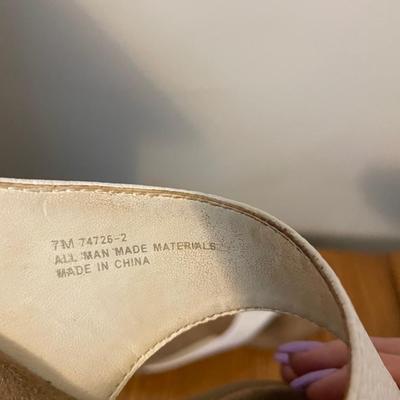 7M 74726-2
ALL MAN MADE MATERIALS
MADE IN CHINA